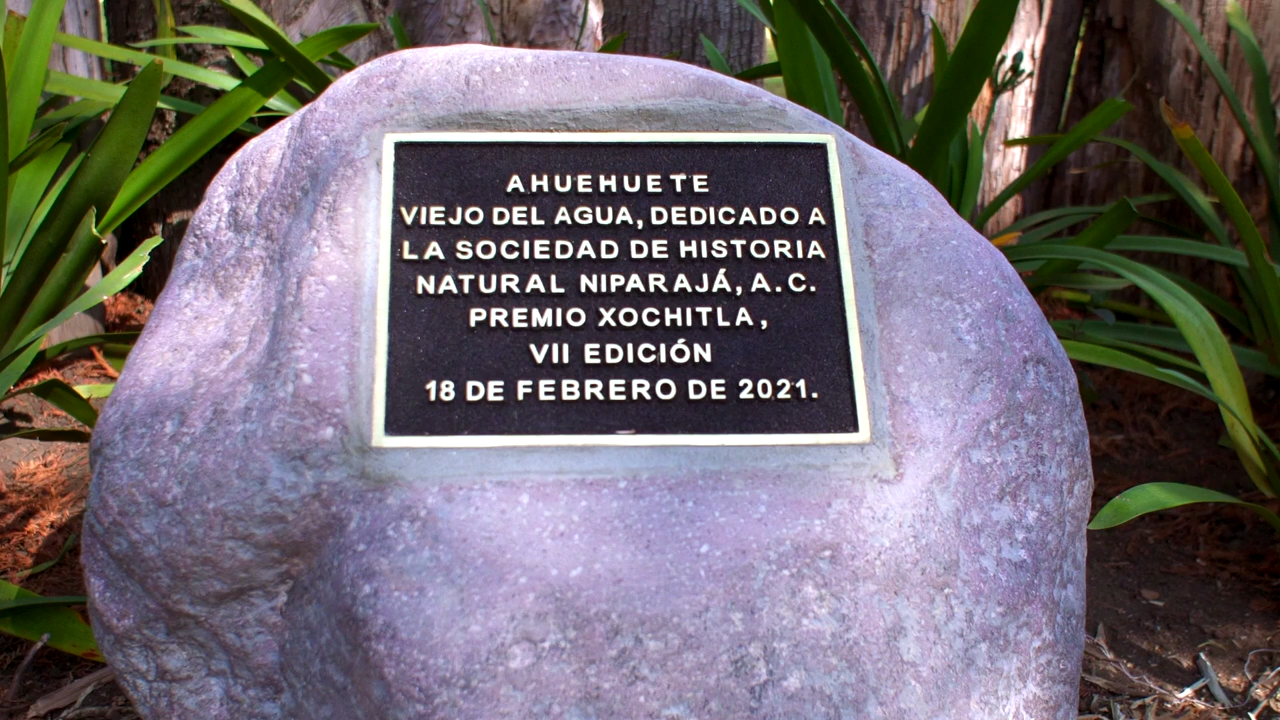 AHUEHUETE
VIEJO DEL AGUA, DEDICADO A
LA SOCIEDAD DE HISTORIA
NATURAL NIPARAJÁ, A.C.
PREMIO XOCHITLA,
VII EDICIÓN
18 DE FEBRERO DE 2021.